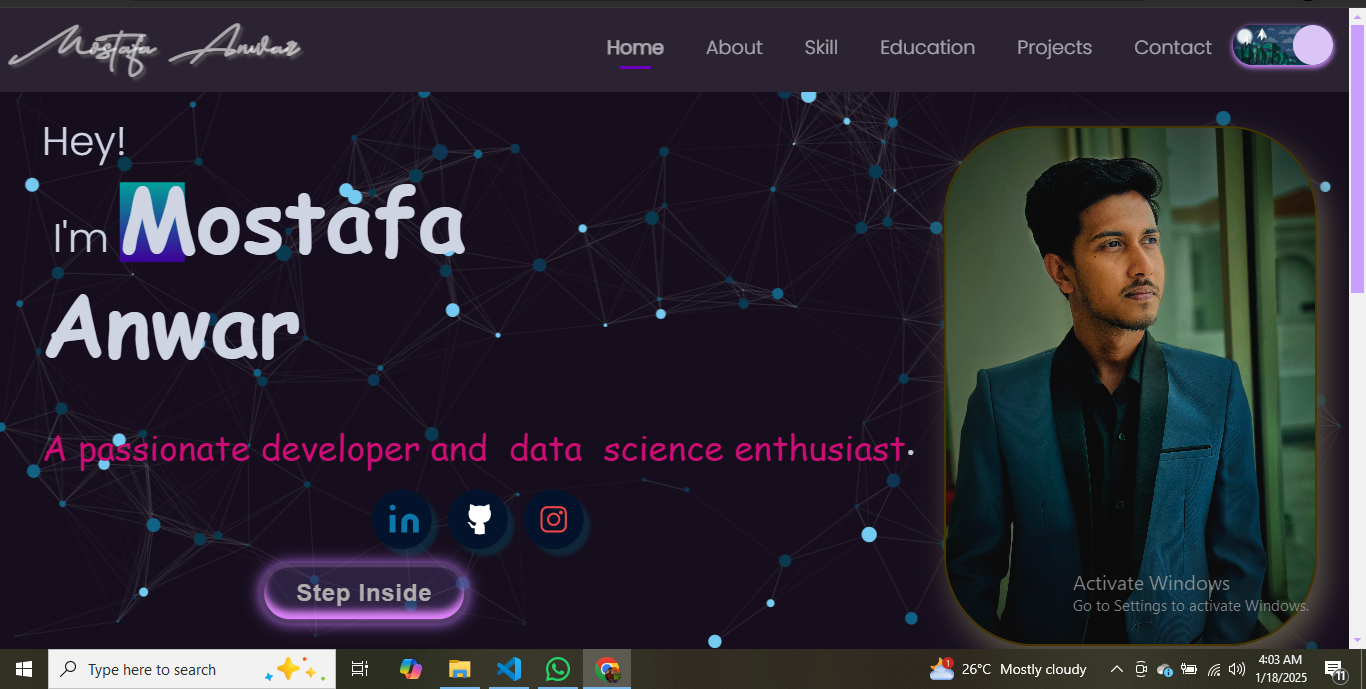 Mostafa Anwar
Home About Skill Education Projects Contact
Hey!
I'm Mostafa
Anwar
A passionate developer and data science enthusiast.
in
Step Inside
Activate Windows
Go to Settings to activate Windows.
Type here to search
1
26°C Mostly cloudy
4:03 AM
1/18/2025
11